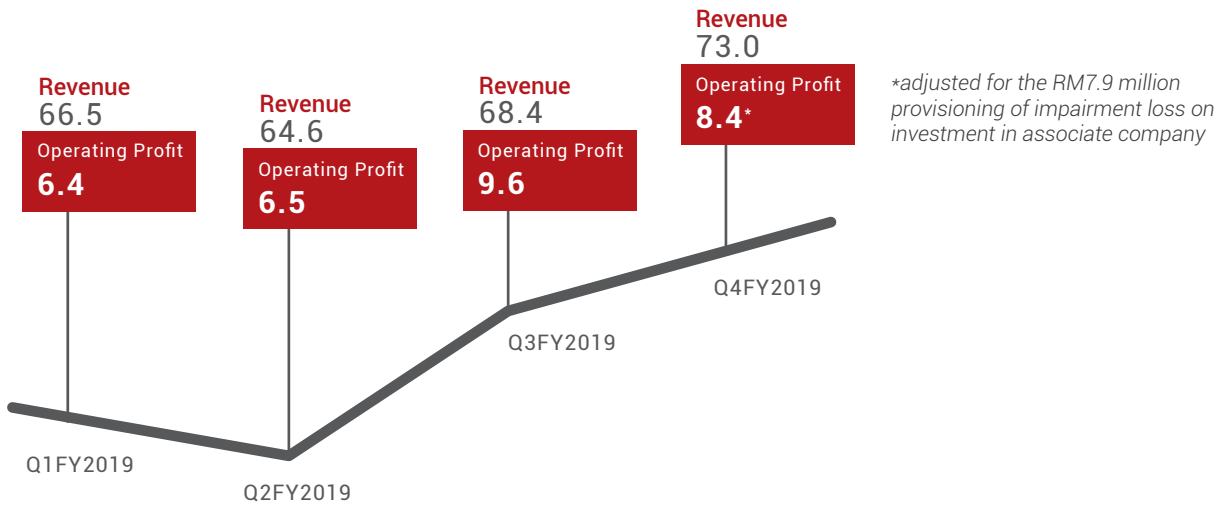 Revenue
66.5
Operating Profit
6.4
Q1FY2019
Revenue
64.6
Operating Profit
6.5
Q2FY2019
Revenue
68.4
Operating Profit
9.6
Q3FY2019
Revenue
73.0
Operating Profit
8.4*
Q4FY2019
*adjusted for the RM7.9 million
provisioning of impairment loss on
investment in associate company